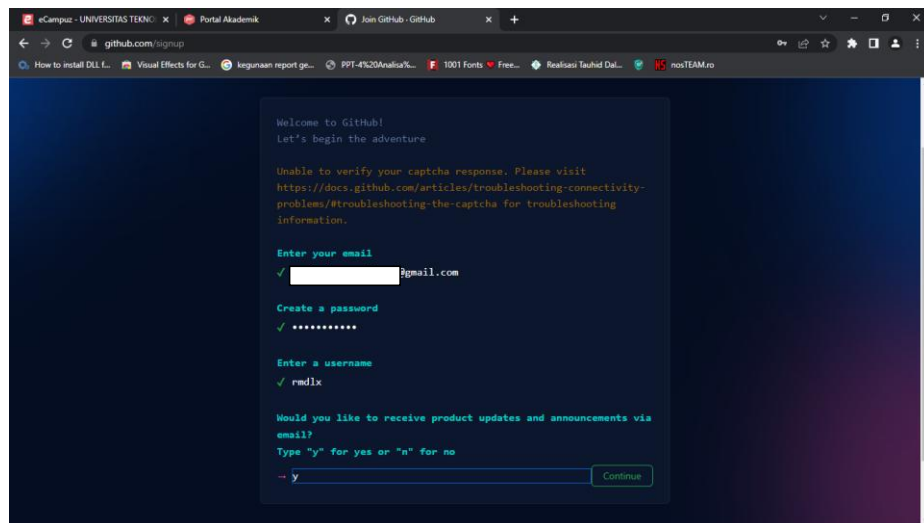 eCampuz - UNIVERSITAS TEKNO
Portal Akademik
Join GitHub · GitHub
github.com/signup
How to install DLL f...
Visual Effects for G...
kegunaan report ge...
PPT-4%20Analisa%...
1001 Fonts ❤ Free...
Realisasi Tauhid Dal...
nosTEAM.ro
Welcome to GitHub!
Let's begin the adventure
Unable to verify your captcha response. Please visit
https://docs.github.com/articles/troubleshooting-connectivity-
problems/#troubleshooting-the-captcha for troubleshooting
information.
Enter your email
✓ @gmail.com
Create a password
✓ •••••••••••
Enter a username
✓ rmdlx
Would you like to receive product updates and announcements via
email?
Type "y" for yes or "n" for no
→ y
Continue